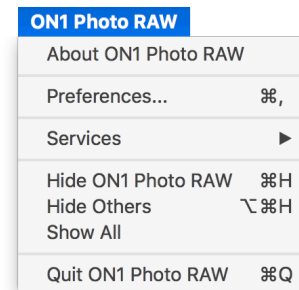 ON1 Photo RAW
About ON1 Photo RAW
Preferences... ⌘,
Services ▶
Hide ON1 Photo RAW ⌘H
Hide Others ⌥⌘H
Show All
Quit ON1 Photo RAW ⌘Q